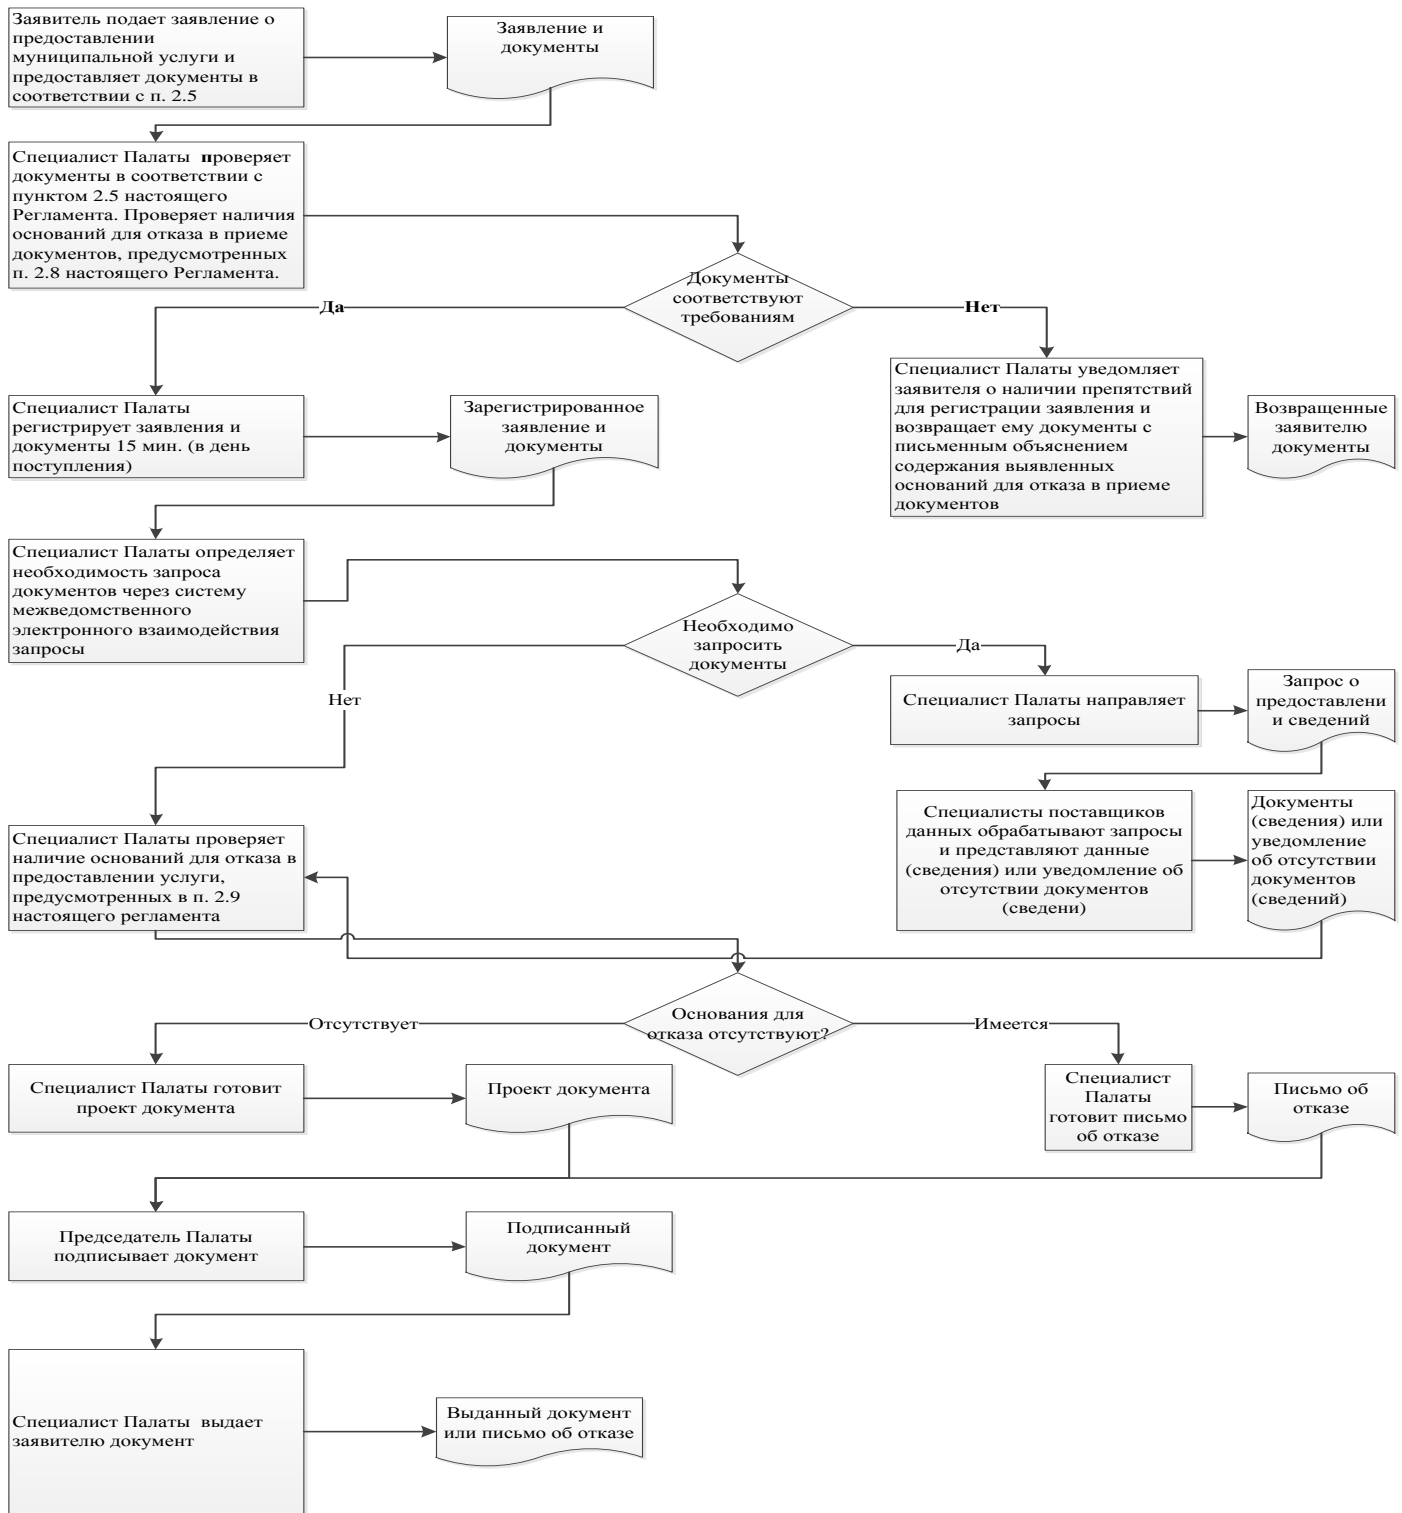 Заявитель подает заявление о
предоставлении
муниципальной услуги и
предоставляет документы в
соответствии с п. 2.5
Заявление и
документы
Специалист Палаты проверяет
документы в соответствии с
пунктом 2.5 настоящего
Регламента. Проверяет наличия
оснований для отказа в приеме
документов, предусмотренных
п. 2.8 настоящего Регламента.
Документы
соответствуют
требованиям
Да
Нет
Специалист Палаты
регистрирует заявления и
документы 15 мин. (в день
поступления)
Зарегистрированное
заявление и
документы
Специалист Палаты уведомляет
заявителя о наличии препятствий
для регистрации заявления и
возвращает ему документы с
письменным объяснением
содержания выявленных
оснований для отказа в приеме
документов
Возвращенные
заявителю
документы
Специалист Палаты определяет
необходимость запроса
документов через систему
межведомственного
электронного взаимодействия
запросы
Необходимо
запросить
документы
Да
Нет
Специалист Палаты направляет
запросы
Запрос о
предоставлени
и сведений
Специалисты поставщиков
данных обрабатывают запросы
и представляют данные
(сведения) или уведомление об
отсутствии документов
(сведени)
Документы
(сведения) или
уведомление
об отсутствии
документов
(сведений)
Специалист Палаты проверяет
наличие оснований для отказа в
предоставлении услуги,
предусмотренных в п. 2.9
настоящего регламента
Основания для
отказа отсутствуют?
Отсутствует
Имеется
Специалист Палаты готовит
проект документа
Проект документа
Специалист
Палаты
готовит письмо
об отказе
Письмо об
отказе
Председатель Палаты
подписывает документ
Подписанный
документ
Специалист Палаты выдает
заявителю документ
Выданный документ
или письмо об отказе